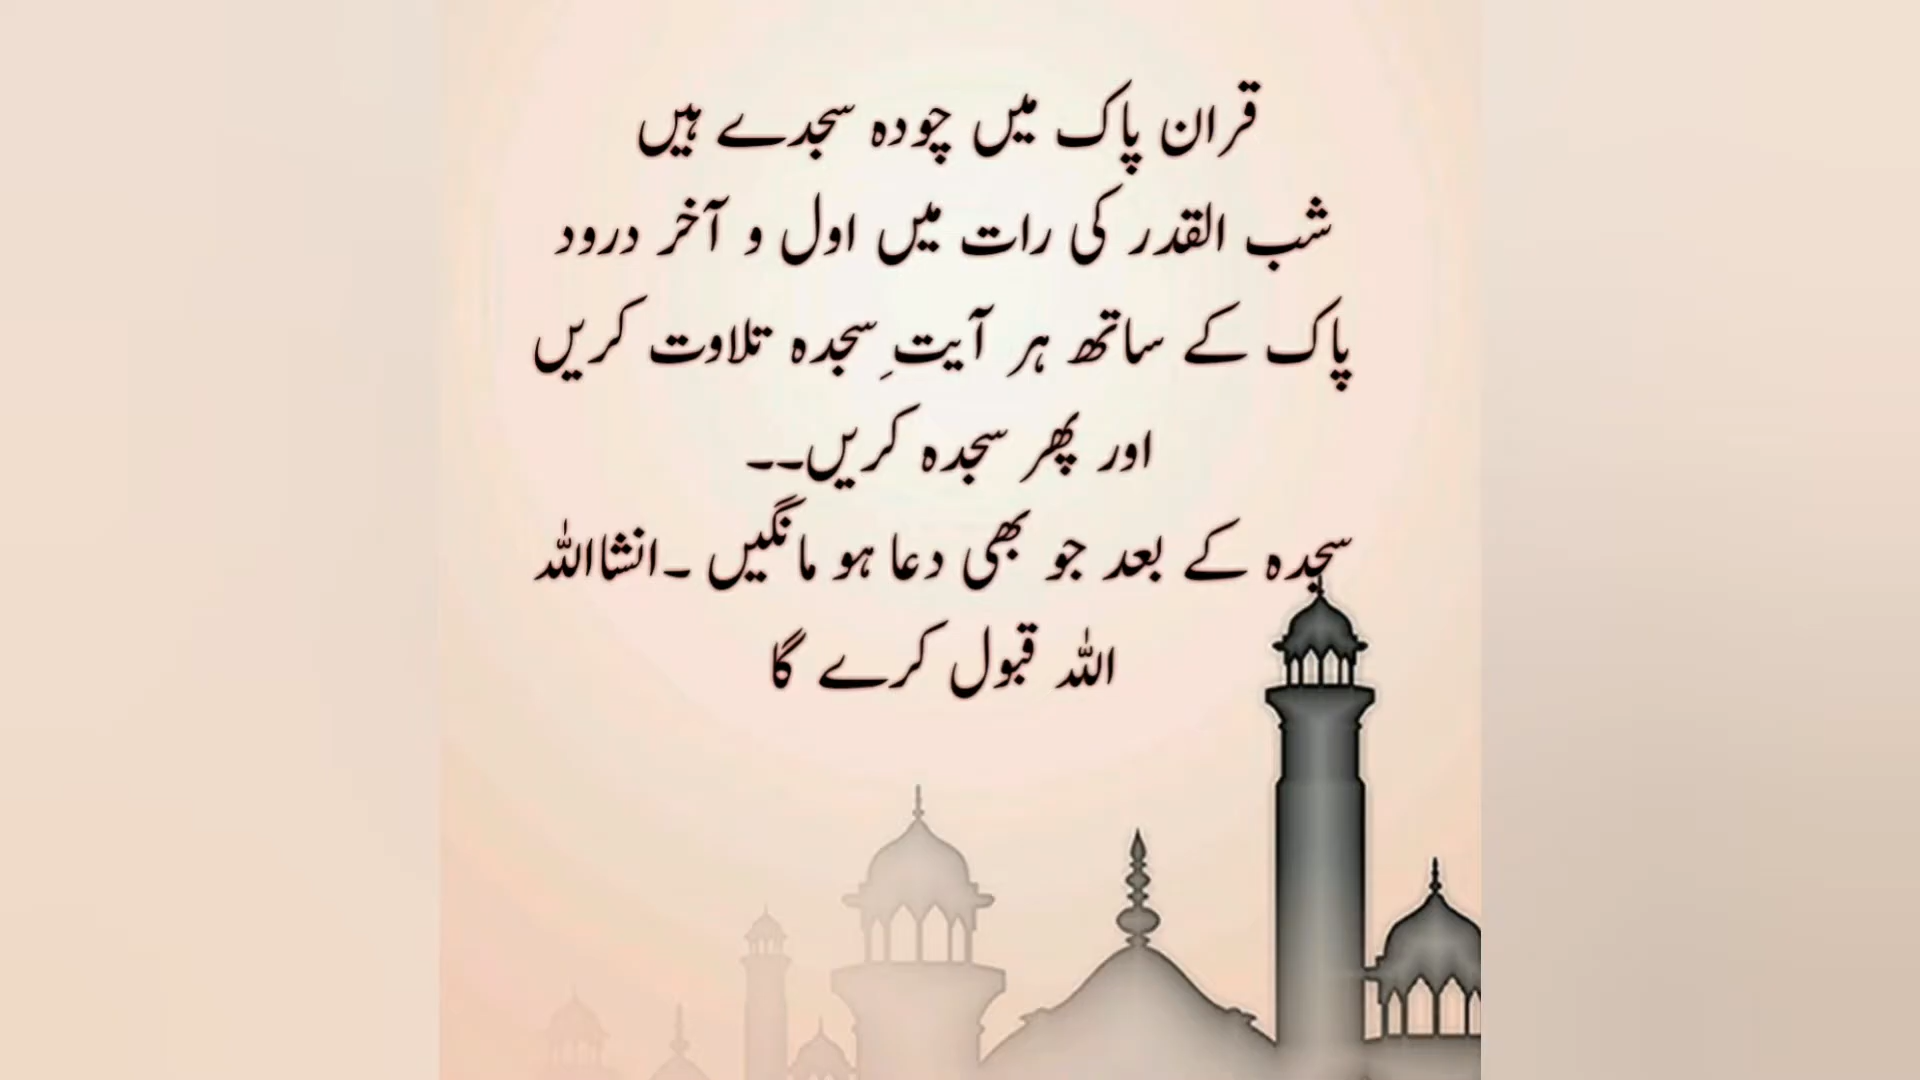 قران پاک میں چودہ سجدے ہیں
شب القدر کی رات میں اول و آخر درود
پاک کے ساتھ ہر آیت ِسجدہ تلاوت کریں
اور پھر سجدہ کریں۔۔
سجدہ کے بعد جو بھی دعا ہو مانگیں ۔انشااللہ
اللہ قبول کرے گا